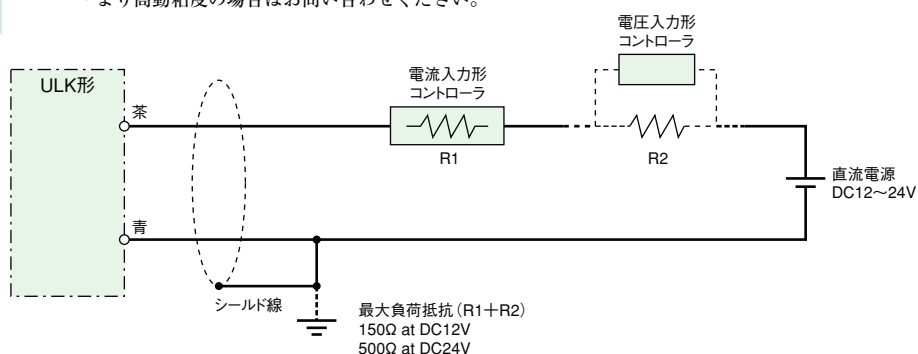 より高動粘度の場合はお問い合わせください。
電圧入力形
コントローラ
ULK形
電流入力形
コントローラ
茶
R1
R2
直流電源
DC12～24V
青
シールド線
最大負荷抵抗（R1＋R2）
150Ω at DC12V
500Ω at DC24V